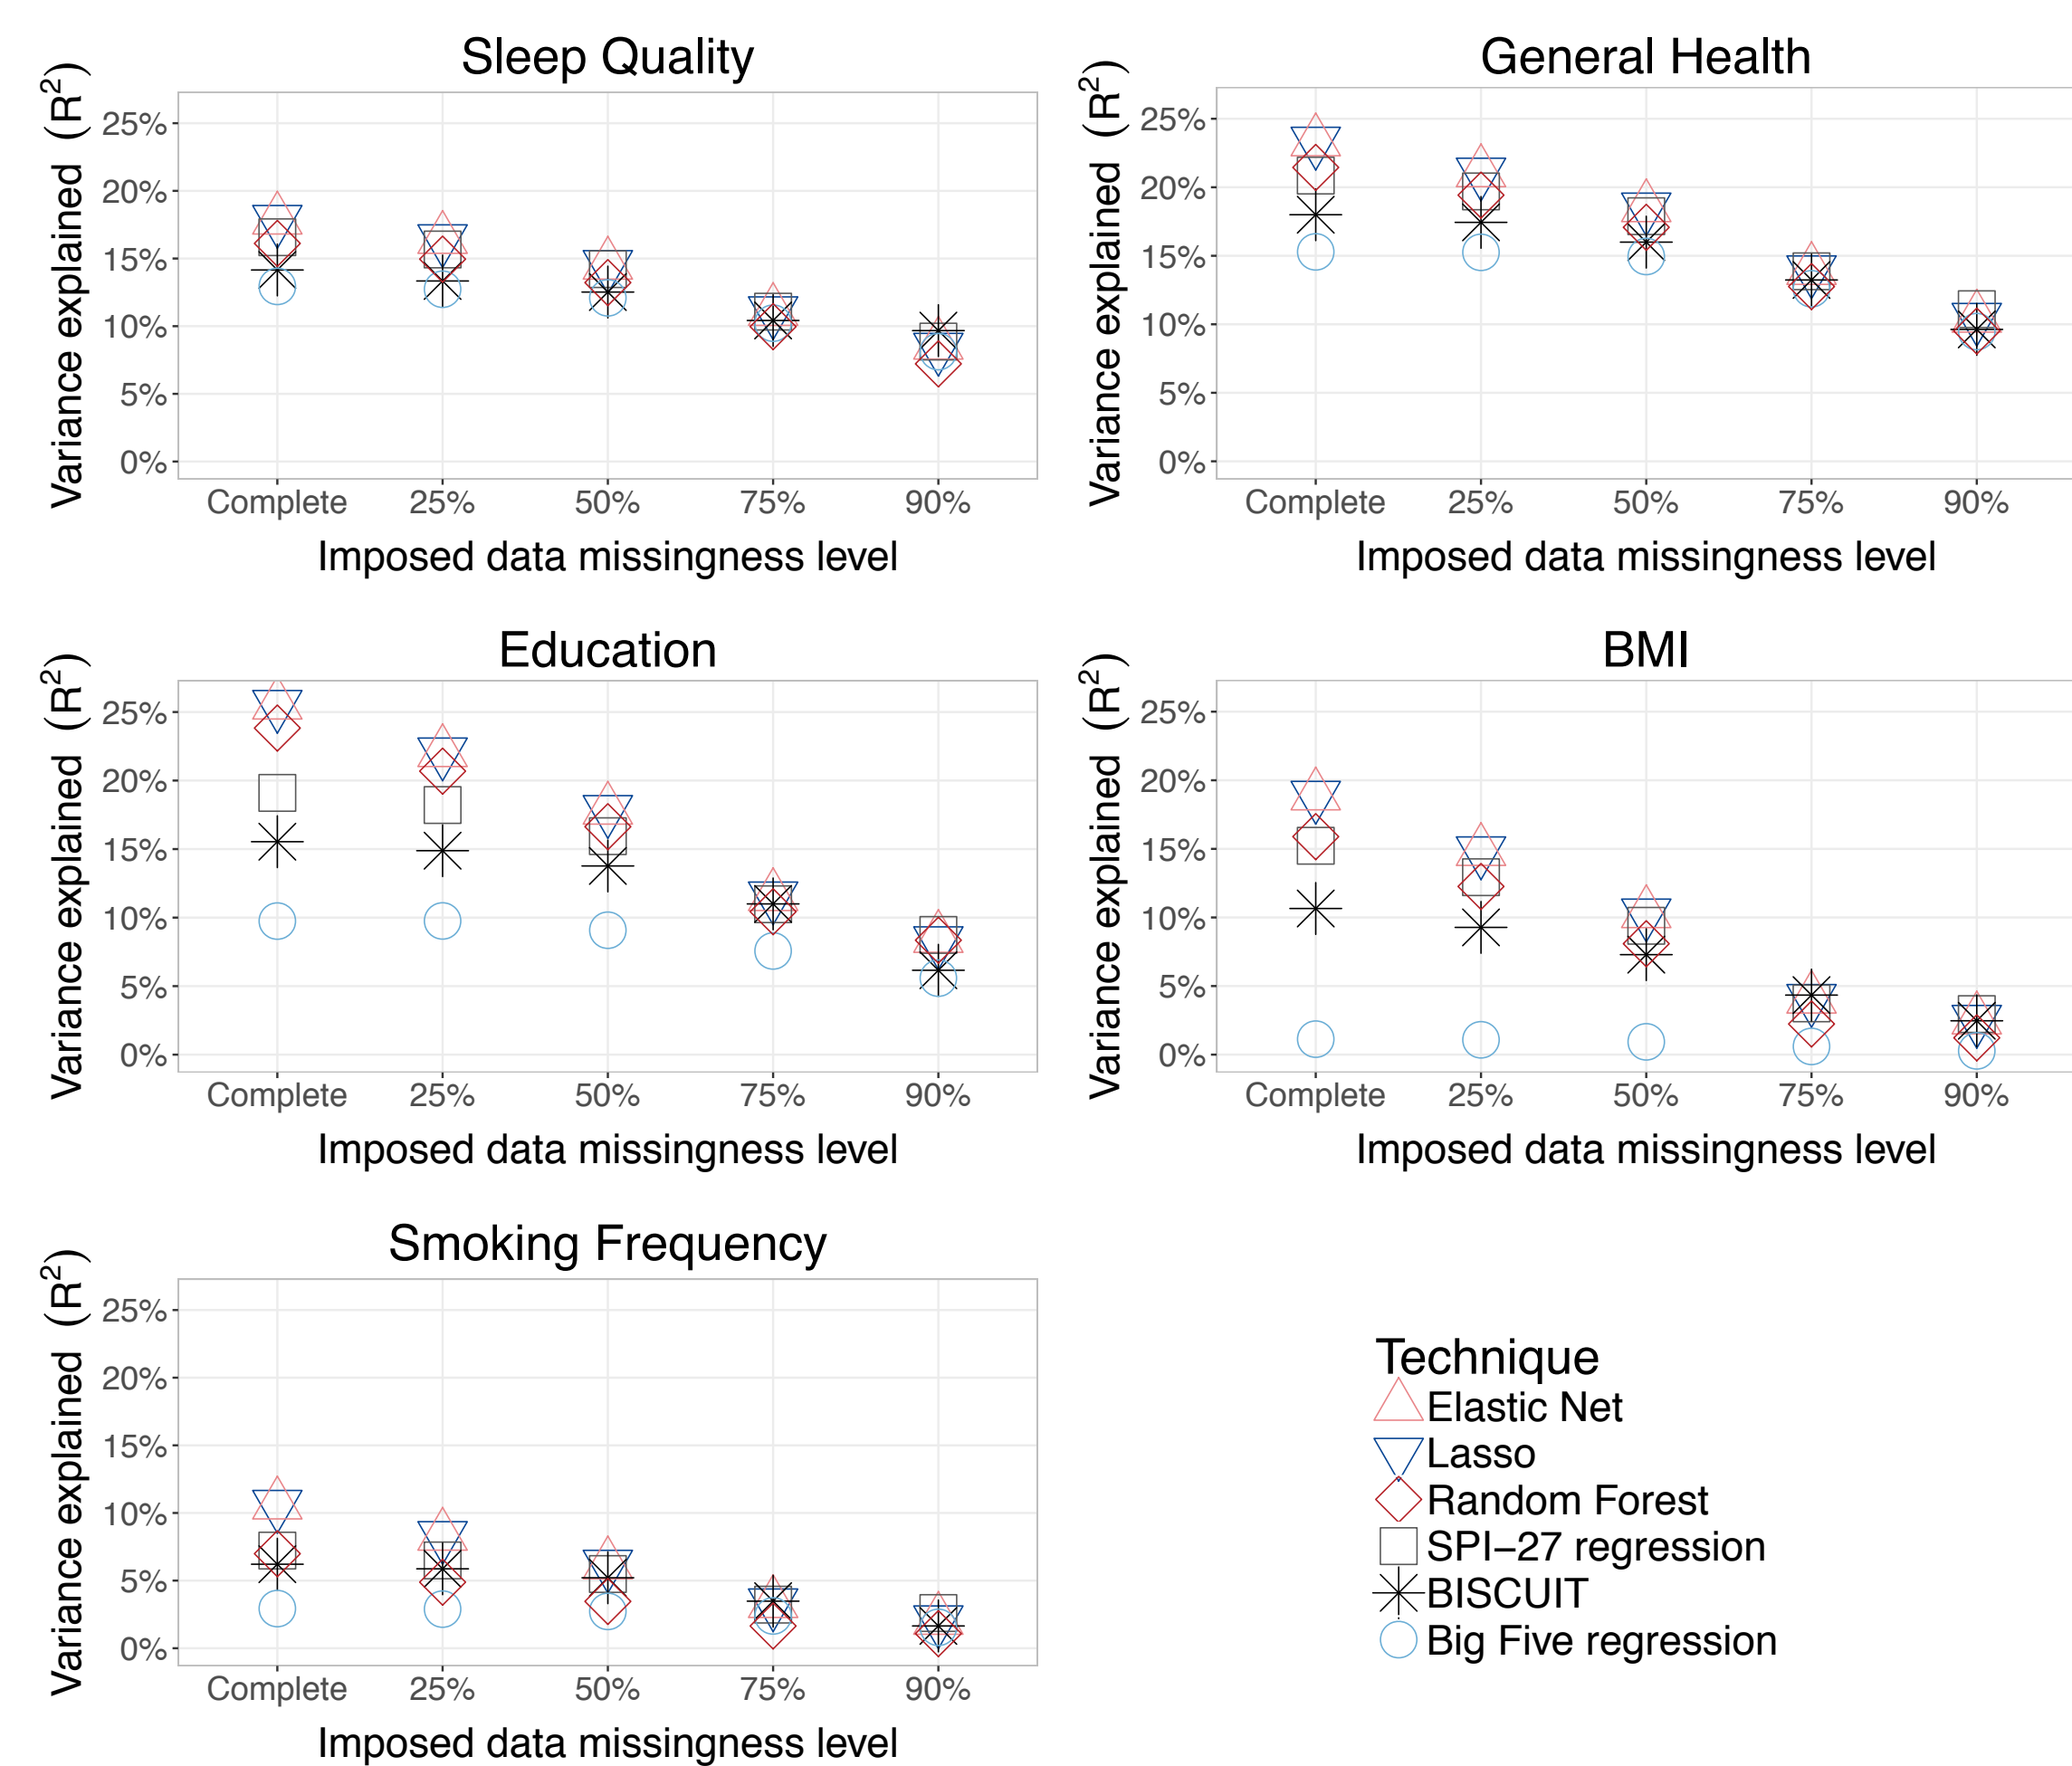 Sleep Quality
Variance explained (R²)
25%
20%
15%
10%
5%
0%
Complete 25% 50% 75% 90%
Imposed data missingness level
General Health
Variance explained (R²)
25%
20%
15%
10%
5%
0%
Complete 25% 50% 75% 90%
Imposed data missingness level
Education
Variance explained (R²)
25%
20%
15%
10%
5%
0%
Complete 25% 50% 75% 90%
Imposed data missingness level
BMI
Variance explained (R²)
25%
20%
15%
10%
5%
0%
Complete 25% 50% 75% 90%
Imposed data missingness level
Smoking Frequency
Variance explained (R²)
25%
20%
15%
10%
5%
0%
Complete 25% 50% 75% 90%
Imposed data missingness level
Technique
Elastic Net
Lasso
Random Forest
SPI−27 regression
BISCUIT
Big Five regression